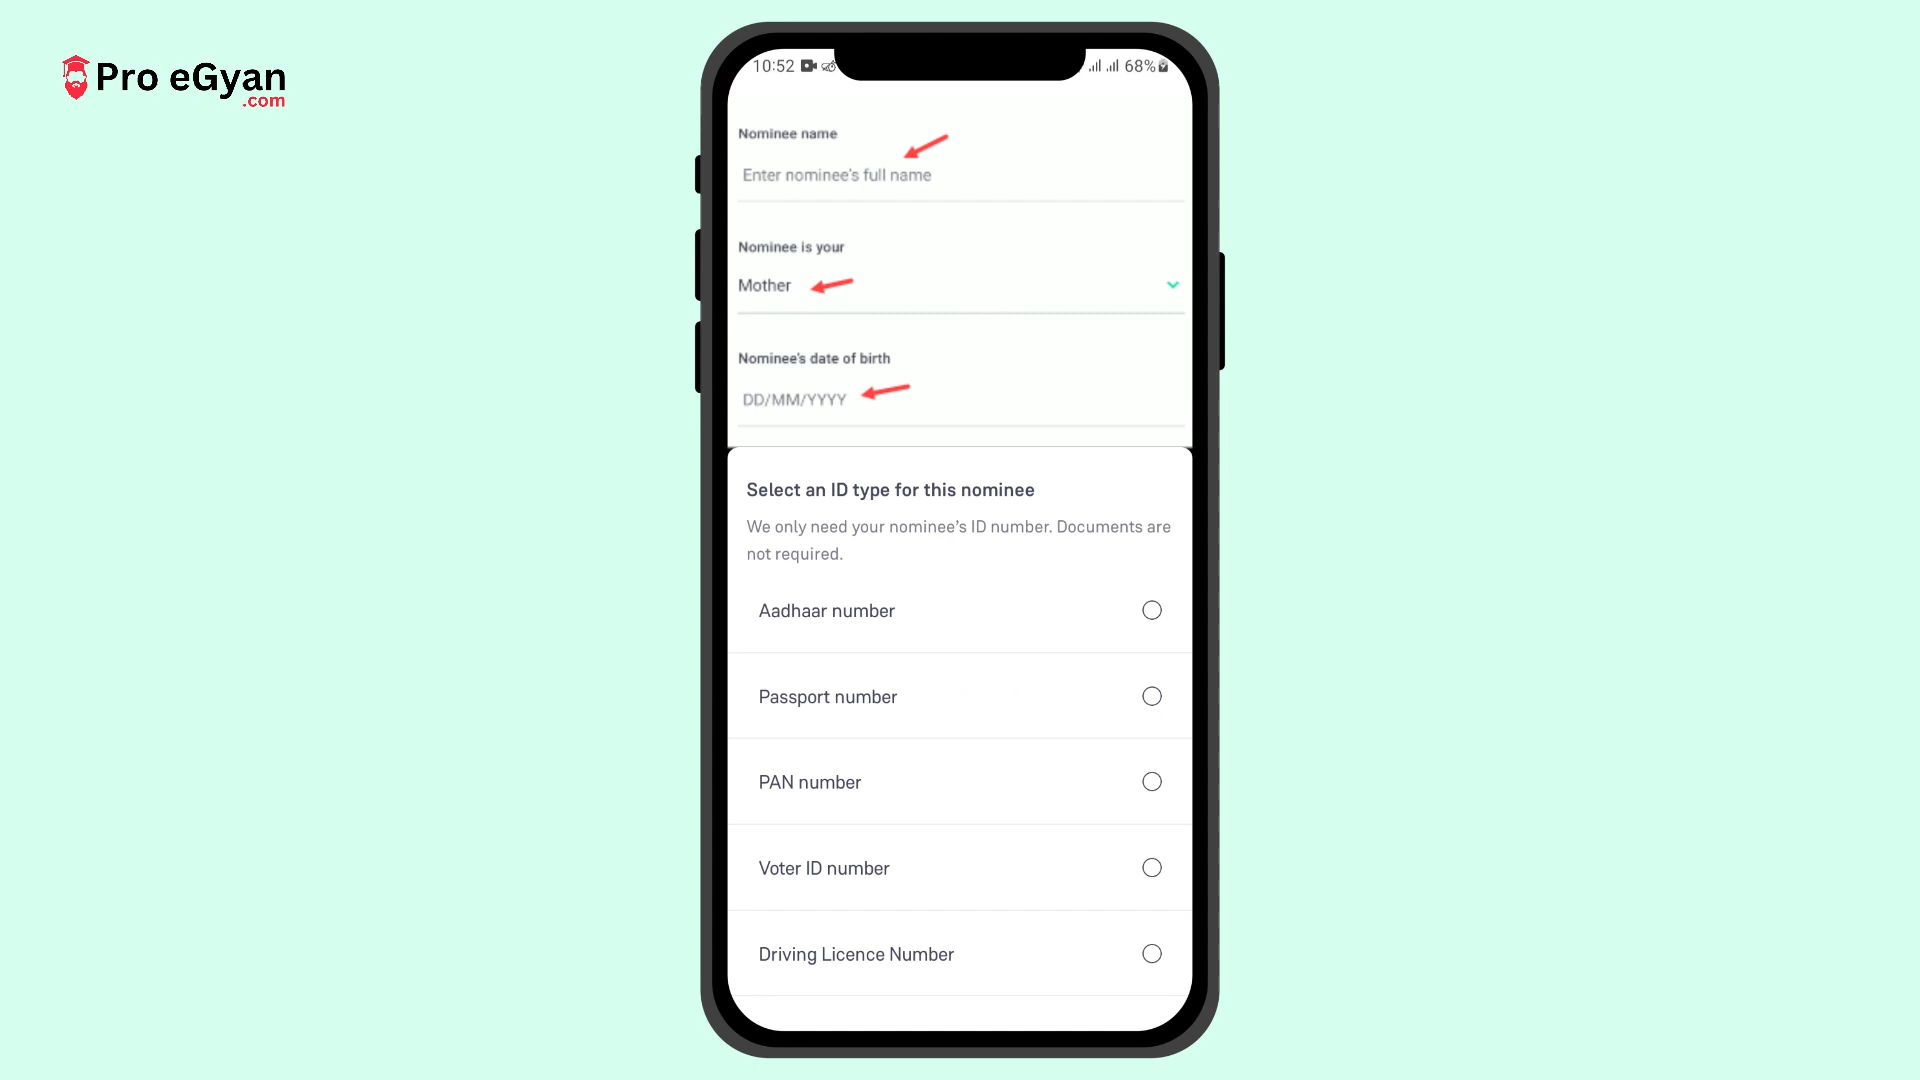 Pro eGyan
.com
10:52
68%
Nominee name
Enter nominee's full name
Nominee is your
Mother
Nominee's date of birth
DD/MM/YYYY
Select an ID type for this nominee
We only need your nominee’s ID number. Documents are
not required.
Aadhaar number
Passport number
PAN number
Voter ID number
Driving Licence Number